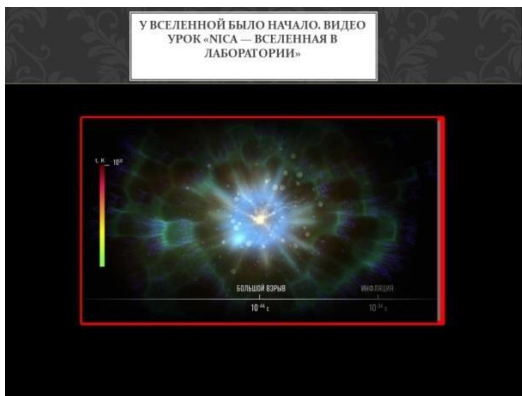 У ВСЕЛЕННОЙ БЫЛО НАЧАЛО. ВИДЕО
УРОК «NICA — ВСЕЛЕННАЯ В
ЛАБОРАТОРИИ»
t, K
БОЛЬШОЙ ВЗРЫВ
ИНФЛЯЦИЯ